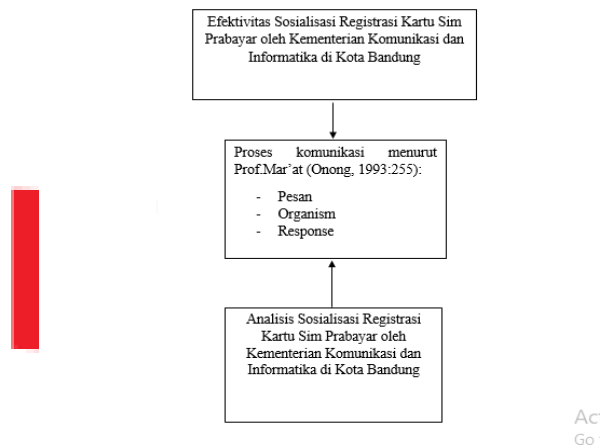 Efektivitas Sosialisasi Registrasi Kartu Sim
Prabayar oleh Kementerian Komunikasi dan
Informatika di Kota Bandung
Proses komunikasi menurut
Prof.Mar’at (Onong, 1993:255):
- Pesan
- Organism
- Response
Analisis Sosialisasi Registrasi
Kartu Sim Prabayar oleh
Kementerian Komunikasi dan
Informatika di Kota Bandung
Go